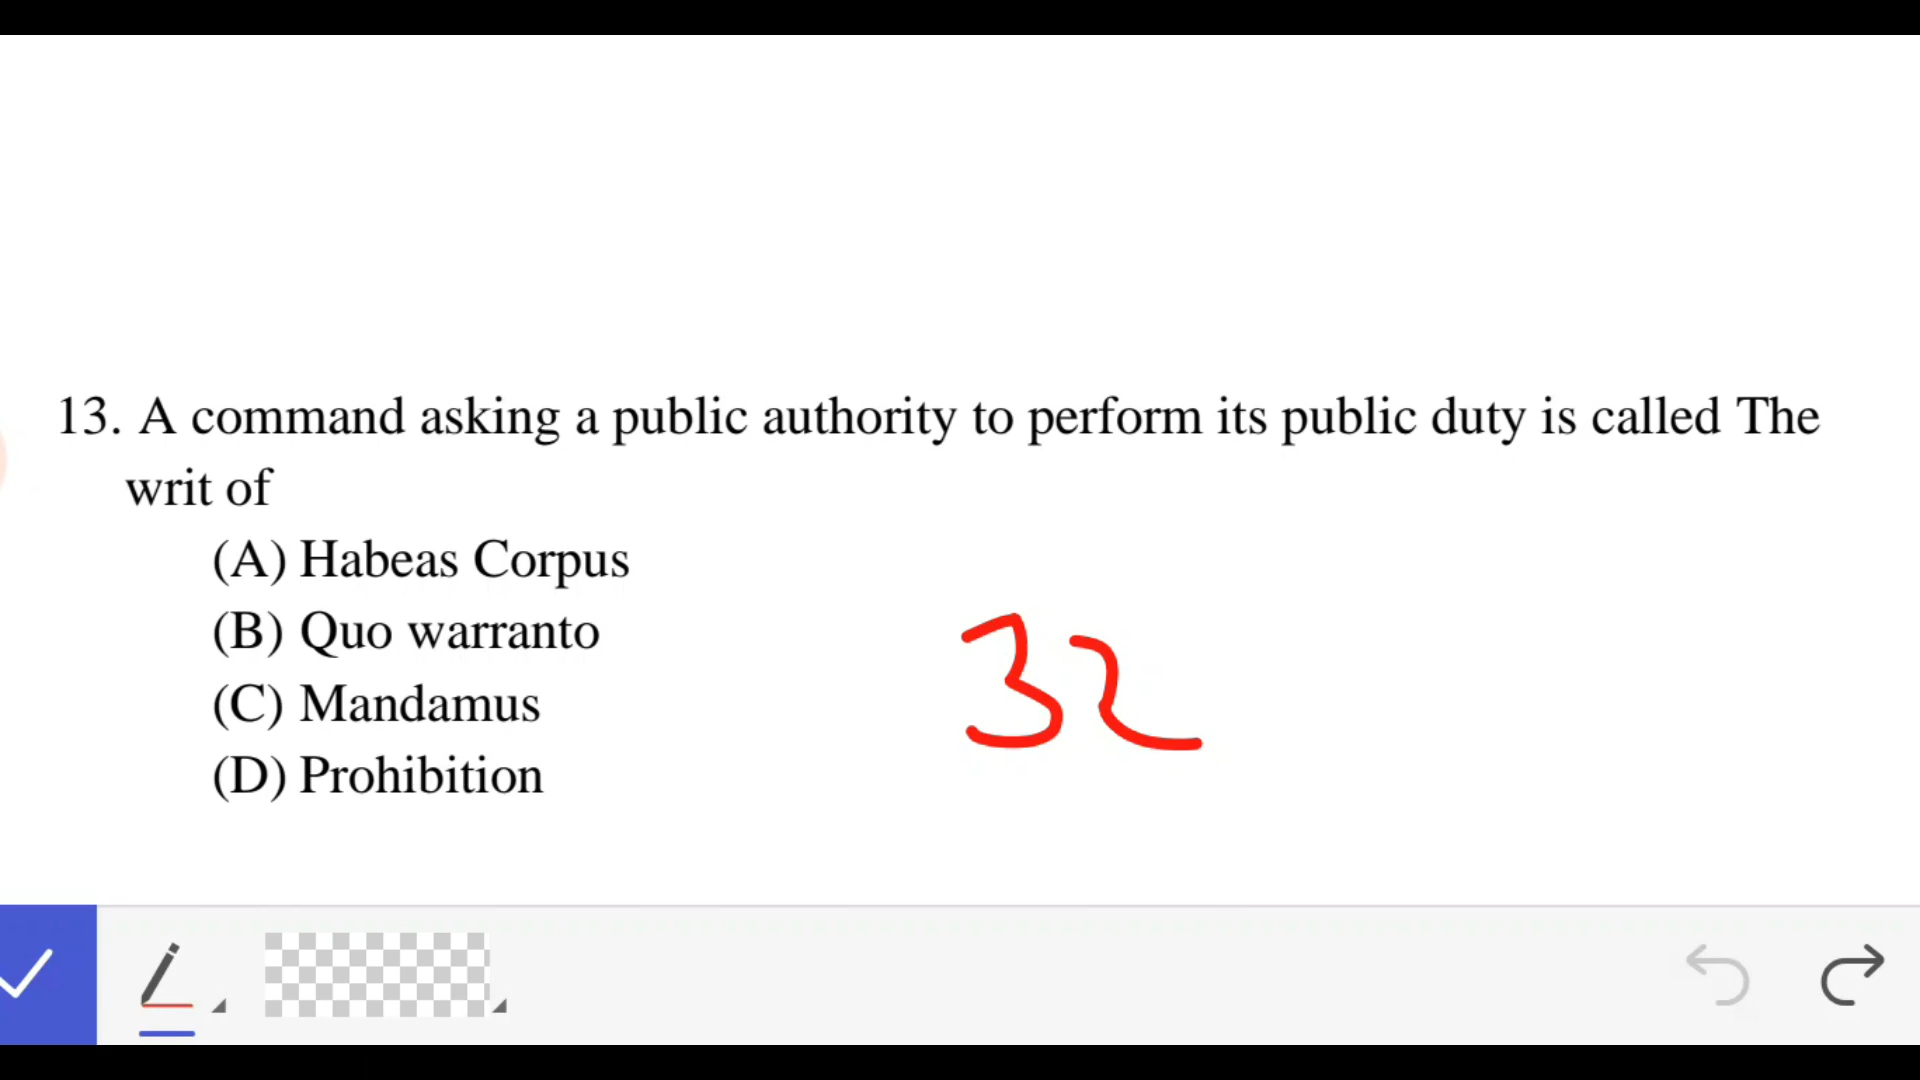 13. A command asking a public authority to perform its public duty is called The
writ of
(A) Habeas Corpus
(B) Quo warranto
(C) Mandamus
(D) Prohibition
32